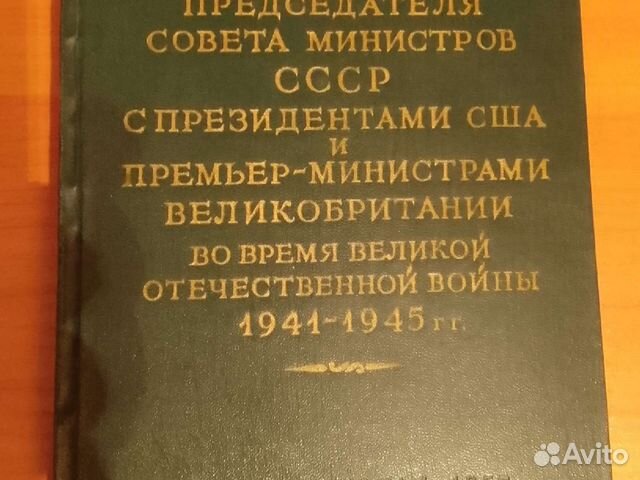 ПРЕДСЕДАТЕЛЯ
СОВЕТА МИНИСТРОВ
СССР
С ПРЕЗИДЕНТАМИ США
И
ПРЕМЬЕР-МИНИСТРАМИ
ВЕЛИКОБРИТАНИИ
ВО ВРЕМЯ ВЕЛИКОЙ
ОТЕЧЕСТВЕННОЙ ВОЙНЫ
1941-1945 гг.
Avito